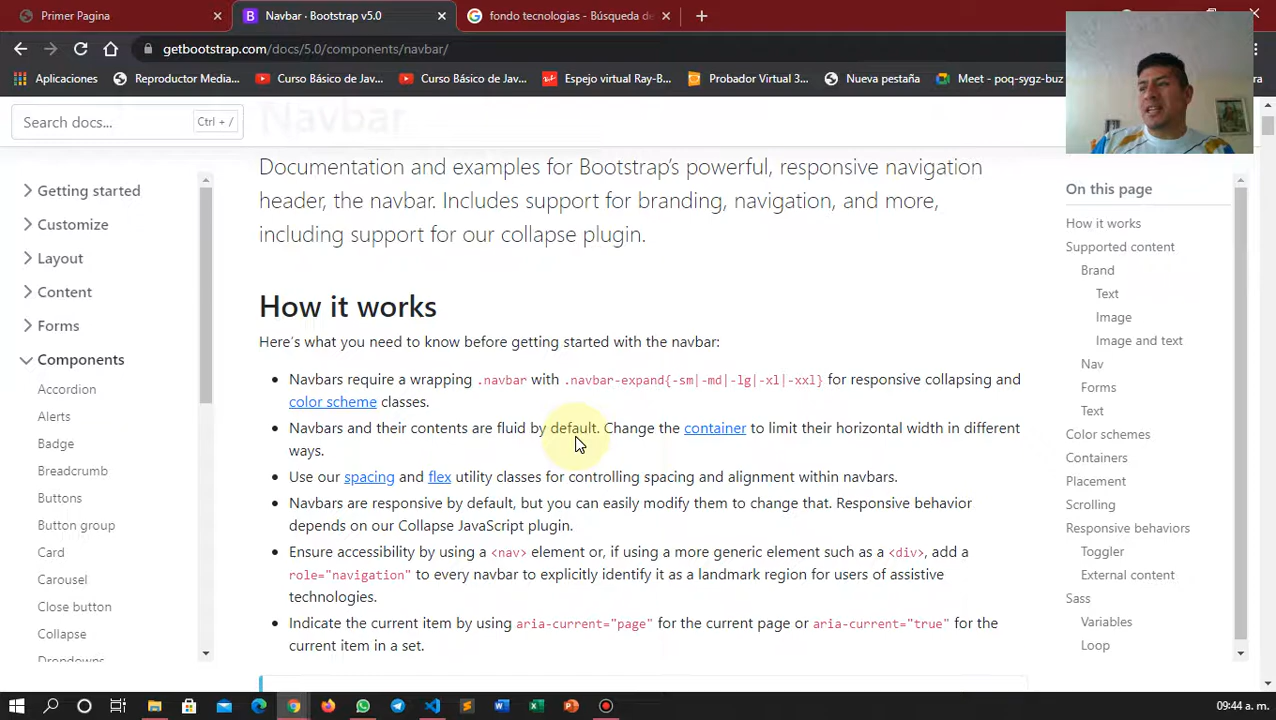 Primer Pagina
Navbar · Bootstrap v5.0
fondo tecnologias - Búsqueda de
getbootstrap.com/docs/5.0/components/navbar/
Aplicaciones
Reproductor Media...
Curso Básico de Jav...
Curso Básico de Jav...
Espejo virtual Ray-B...
Probador Virtual 3...
Nueva pestaña
Meet - poq-sygz-buz
Search docs...
Ctrl + /
Navbar
Documentation and examples for Bootstrap's powerful, responsive navigation
header, the navbar. Includes support for branding, navigation, and more,
including support for our collapse plugin.
How it works
Here's what you need to know before getting started with the navbar:
• Navbars require a wrapping .navbar with .navbar-expand{-sm|-md|-lg|-xl|-xxl} for responsive collapsing and
color scheme classes.
• Navbars and their contents are fluid by default. Change the container to limit their horizontal width in different
ways.
• Use our spacing and flex utility classes for controlling spacing and alignment within navbars.
• Navbars are responsive by default, but you can easily modify them to change that. Responsive behavior
depends on our Collapse JavaScript plugin.
• Ensure accessibility by using a <nav> element or, if using a more generic element such as a <div>, add a
role="navigation" to every navbar to explicitly identify it as a landmark region for users of assistive
technologies.
• Indicate the current item by using aria-current="page" for the current page or aria-current="true" for the
current item in a set.
Getting started
Customize
Layout
Content
Forms
Components
Accordion
Alerts
Badge
Breadcrumb
Buttons
Button group
Card
Carousel
Close button
Collapse
Dropdowns
On this page
How it works
Supported content
Brand
Text
Image
Image and text
Nav
Forms
Text
Color schemes
Containers
Placement
Scrolling
Responsive behaviors
Toggler
External content
Sass
Variables
Loop
09:44 a. m.